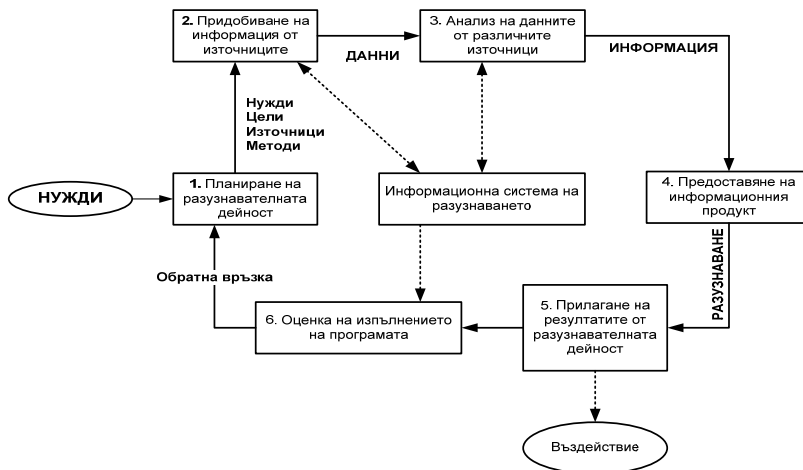 2. Придобиване на
информация от
източниците
ДАННИ
3. Анализ на данните
от различните
източници
ИНФОРМАЦИЯ
Нужди
Цели
Източници
Методи
НУЖДИ
1. Планиране на
разузнавателната
дейност
Информационна система на
разузнаването
4. Предоставяне на
информационния
продукт
РАЗУЗНАВАНЕ
Обратна връзка
6. Оценка на изпълнението
на програмата
5. Прилагане на
резултатите от
разузнавателната
дейност
Въздействие